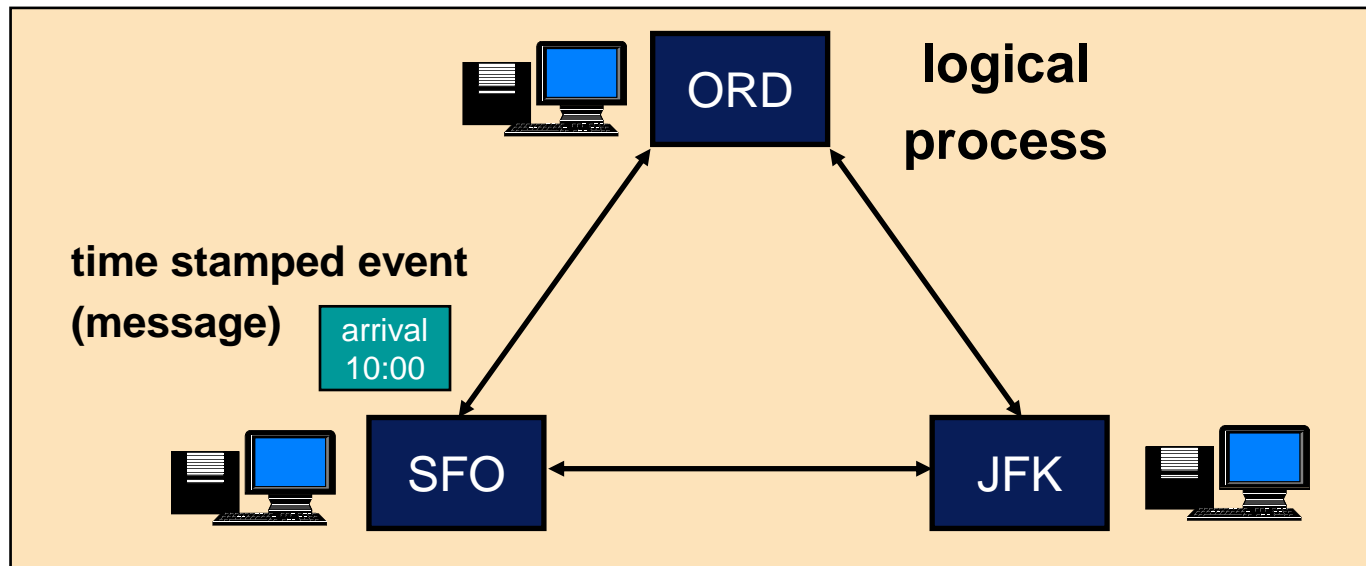 ORD
logical
process
time stamped event
(message)
arrival
10:00
SFO
JFK